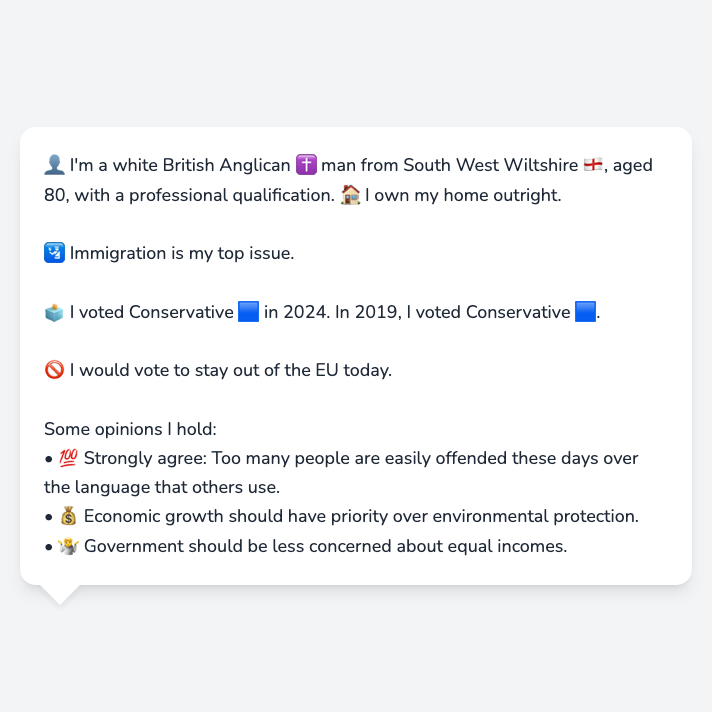 👤 I'm a white British Anglican ✝️ man from South West Wiltshire 🏴󠁧󠁢󠁥󠁮󠁧󠁿, aged
80, with a professional qualification. 🏠 I own my home outright.
🛂 Immigration is my top issue.
🗳️ I voted Conservative 🟦 in 2024. In 2019, I voted Conservative 🟦.
🚫 I would vote to stay out of the EU today.
Some opinions I hold:
• 💯 Strongly agree: Too many people are easily offended these days over
the language that others use.
• 💰 Economic growth should have priority over environmental protection.
• 🤷 Government should be less concerned about equal incomes.